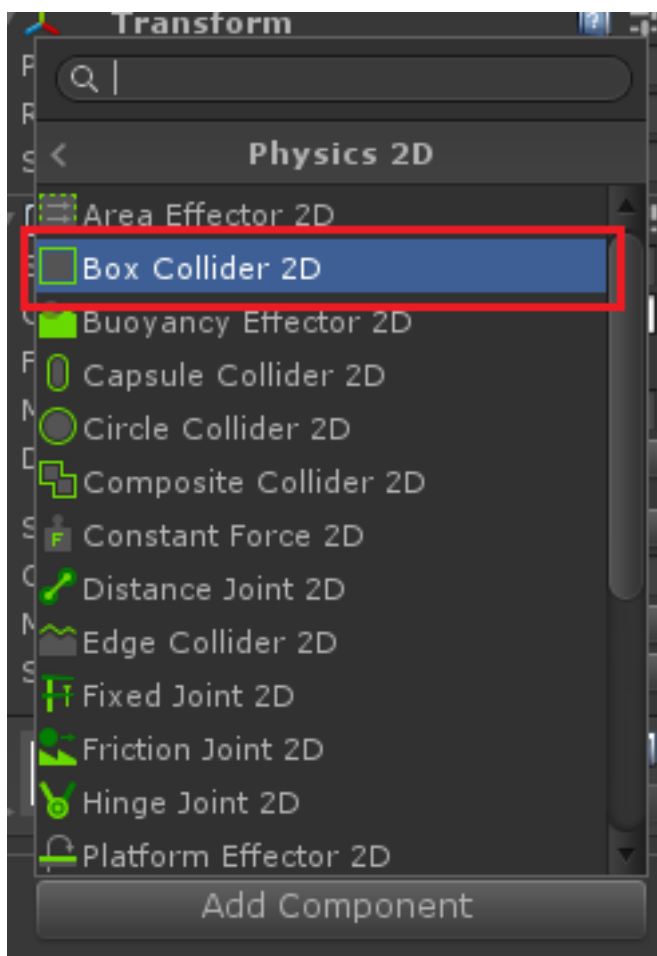 Transform
Physics 2D
Area Effector 2D
Box Collider 2D
Buoyancy Effector 2D
Capsule Collider 2D
Circle Collider 2D
Composite Collider 2D
Constant Force 2D
Distance Joint 2D
Edge Collider 2D
Fixed Joint 2D
Friction Joint 2D
Hinge Joint 2D
Platform Effector 2D
Add Component